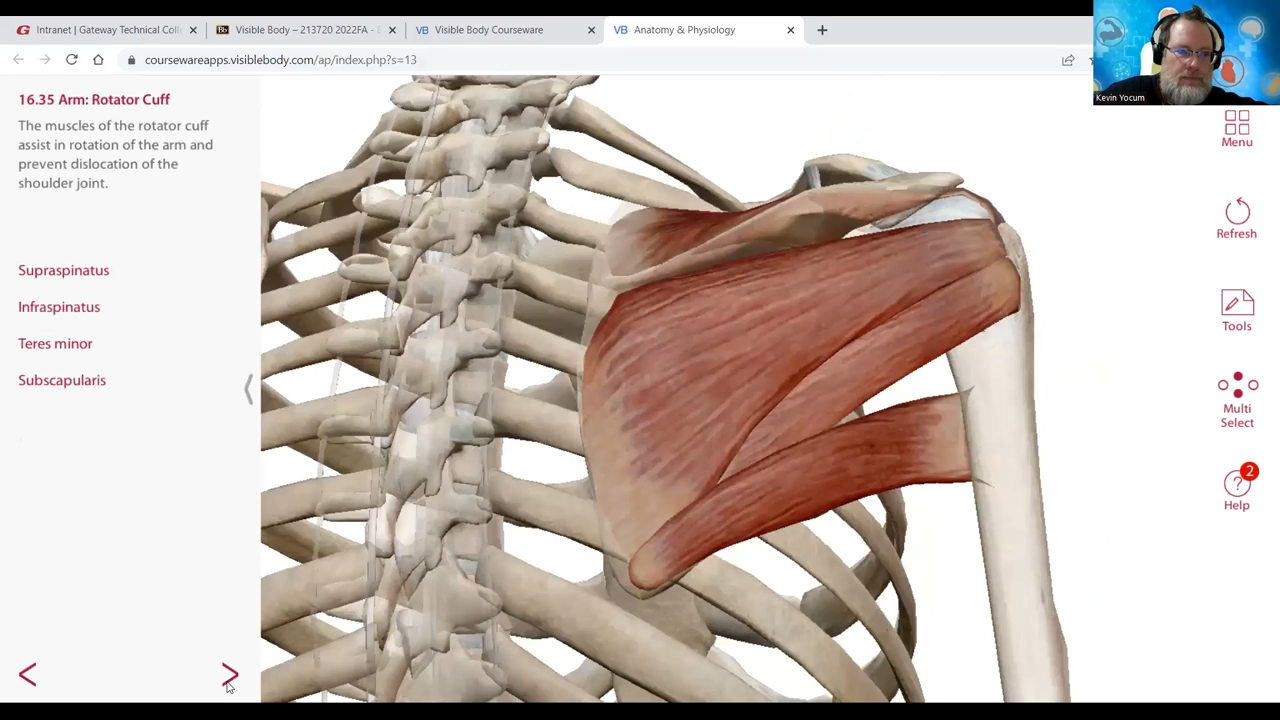 Intranet | Gateway Technical Coll
Visible Body – 213720 2022FA -
Visible Body Courseware
Anatomy & Physiology
coursewareapps.visiblebody.com/ap/index.php?s=13
Kevin Yocum
16.35 Arm: Rotator Cuff
The muscles of the rotator cuff
assist in rotation of the arm and
prevent dislocation of the
shoulder joint.
Supraspinatus
Infraspinatus
Teres minor
Subscapularis
Menu
Refresh
Tools
Multi
Select
2
Help